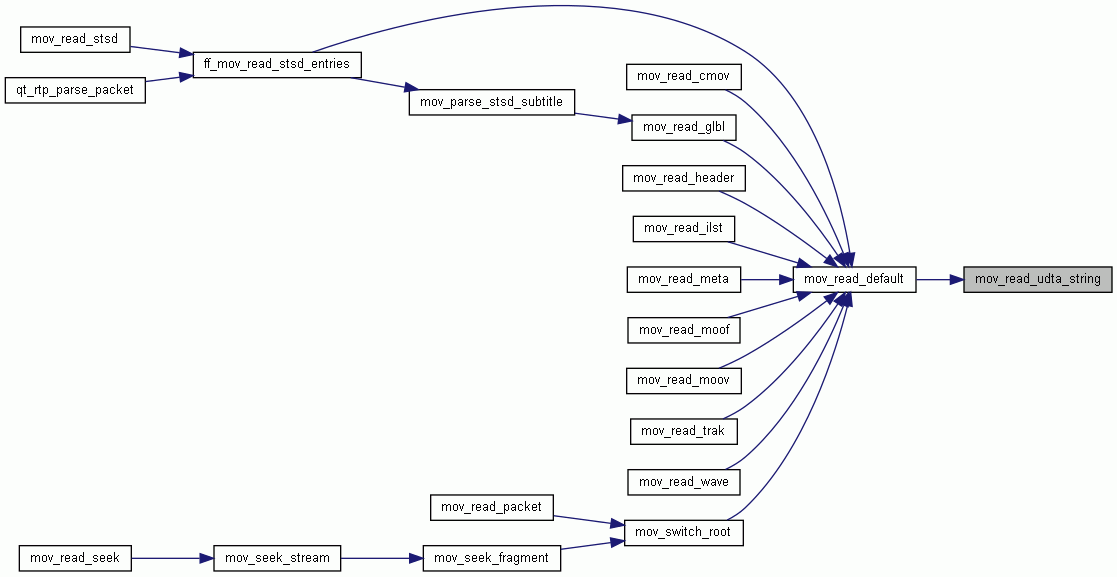 mov_read_stsd
ff_mov_read_stsd_entries
qt_rtp_parse_packet
mov_parse_stsd_subtitle
mov_read_cmov
mov_read_glbl
mov_read_header
mov_read_ilst
mov_read_meta
mov_read_default
mov_read_udta_string
mov_read_moof
mov_read_moov
mov_read_trak
mov_read_wave
mov_read_packet
mov_switch_root
mov_read_seek
mov_seek_stream
mov_seek_fragment